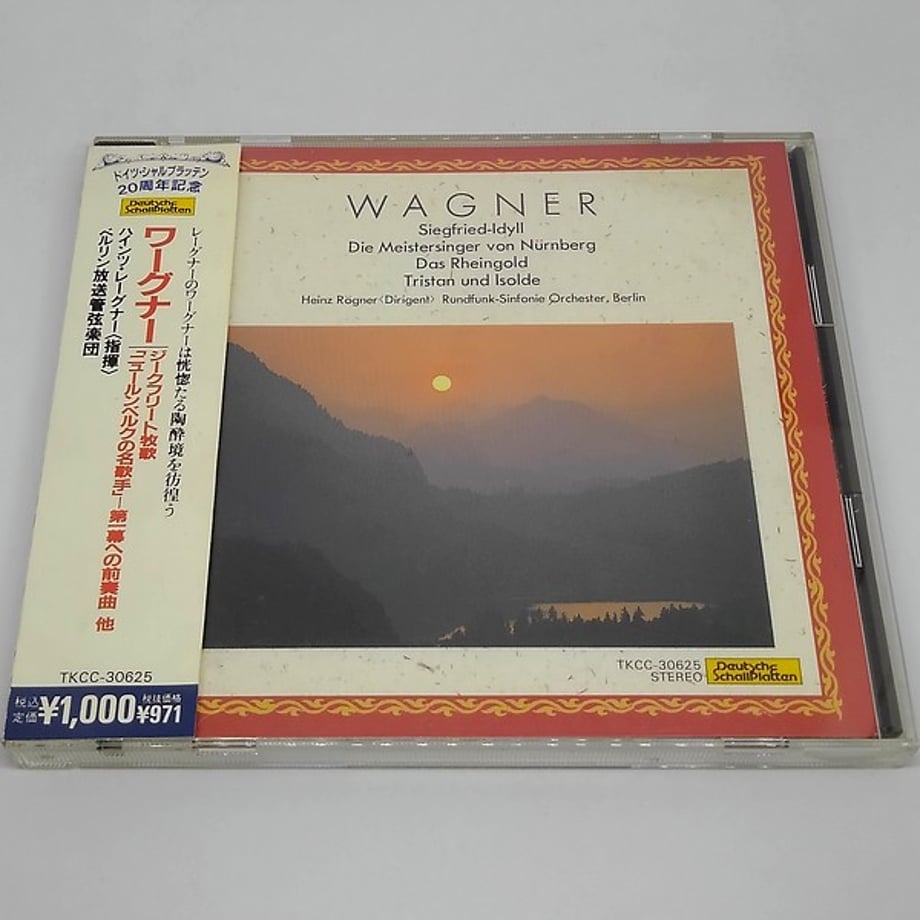 ドイツ・シャルプラッテン
20周年記念
Deutsche
Schallplatten
レーグナーのワーグナーは恍惚たる陶酔境を彷徨う
ワーグナー
ジークフリート牧歌
「ニュールンベルクの名歌手」―第一幕への前奏曲 他
ハインツ・レーグナー〈指揮〉
ベルリン放送管弦楽団
TKCC-30625
税込定価¥1,000 税抜価格¥971
WAGNER
Siegfried-Idyll
Die Meistersinger von Nürnberg
Das Rheingold
Tristan und Isolde
Heinz Rögner〈Dirigent〉 Rundfunk-Sinfonie Orchester, Berlin
TKCC-30625
STEREO
Deutsche
Schallplatten